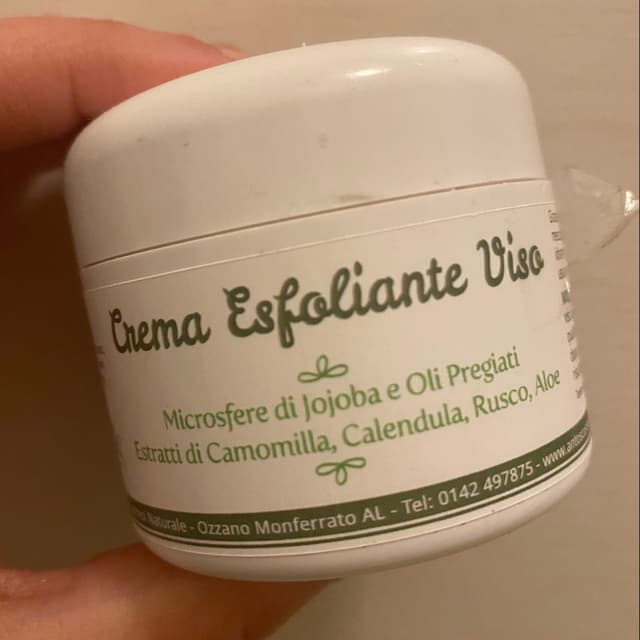 Crema Esfoliante Viso
Microsfere di Jojoba e Oli Pregiati
Estratti di Camomilla, Calendula, Rusco, Aloe
Naturale - Ozzano Monferrato AL - Tel: 0142 497875 - www.